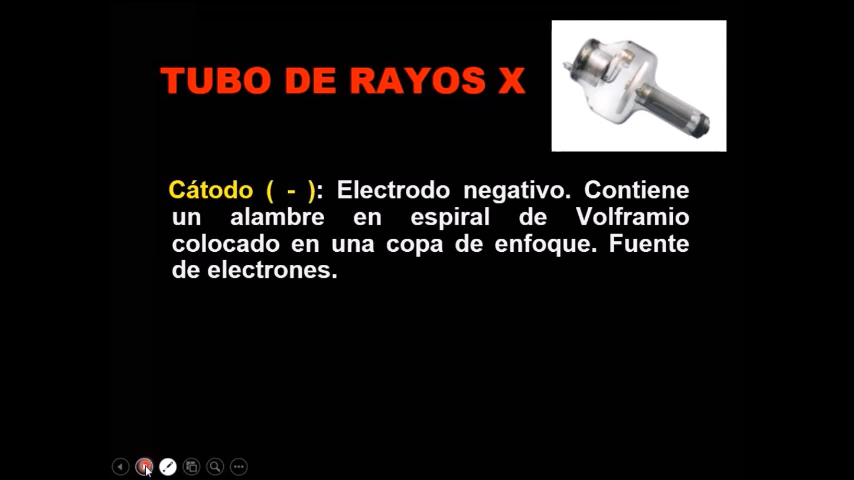 TUBO DE RAYOS X
Cátodo ( - ): Electrodo negativo. Contiene
un alambre en espiral de Volframio
colocado en una copa de enfoque. Fuente
de electrones.